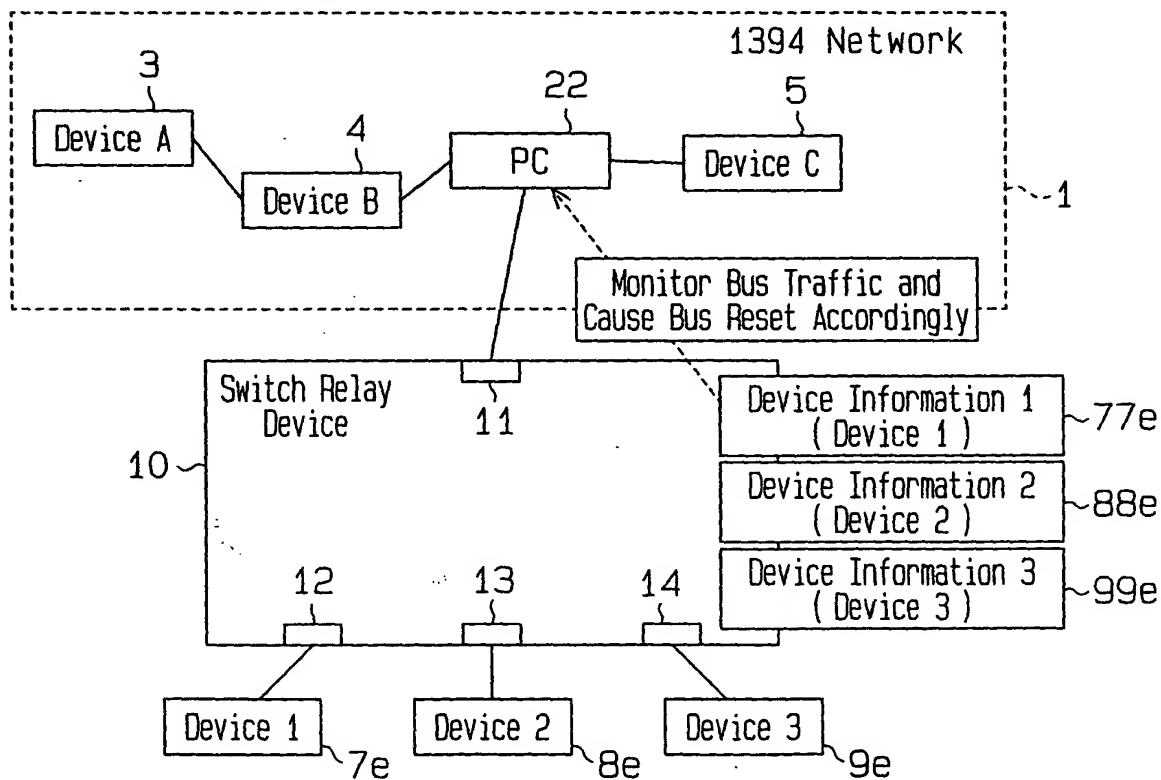 1394 Network
3
22
5
Device A
4
PC
Device C
Device B
1
Monitor Bus Traffic and
Cause Bus Reset Accordingly
Switch Relay
Device
11
Device Information 1
( Device 1 )
77e
10
Device Information 2
( Device 2 )
88e
12
13
14
Device Information 3
( Device 3 )
99e
Device 1
Device 2
Device 3
7e
8e
9e